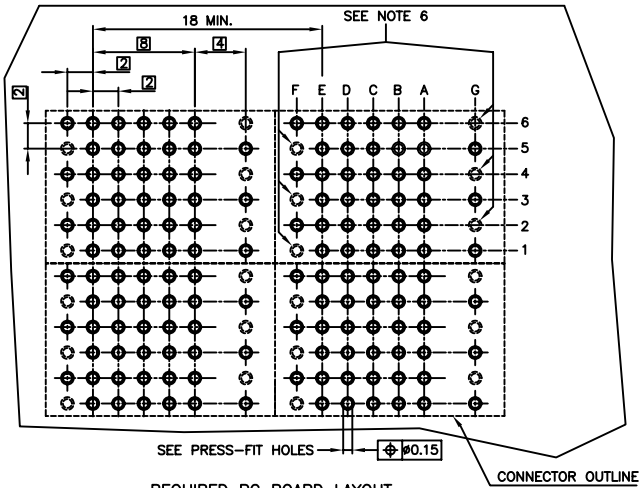 18 MIN.
SEE NOTE 6
8
4
2
2
2
F E D C B A G
6
5
4
3
2
1
SEE PRESS-FIT HOLES
⌖ ø0.15
CONNECTOR OUTLINE
REQUIRED PC BOARD LAYOUT